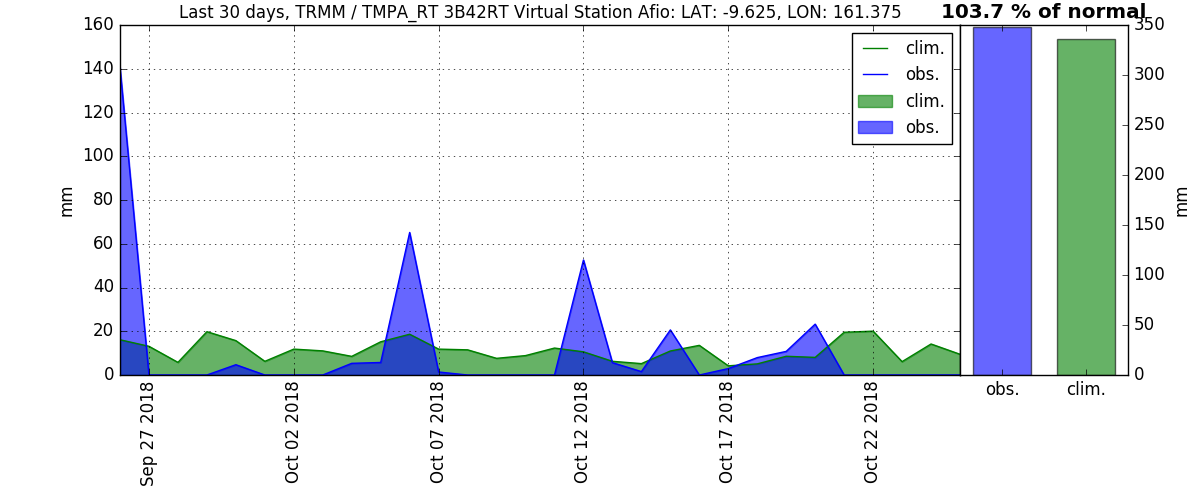 Last 30 days, TRMM / TMPA_RT 3B42RT Virtual Station Afio: LAT: -9.625, LON: 161.375
103.7 % of normal
160
140
120
100
80
60
40
20
0
mm
Sep 27 2018
Oct 02 2018
Oct 07 2018
Oct 12 2018
Oct 17 2018
Oct 22 2018
clim.
obs.
clim.
obs.
350
300
250
200
150
100
50
0
mm
obs.
clim.